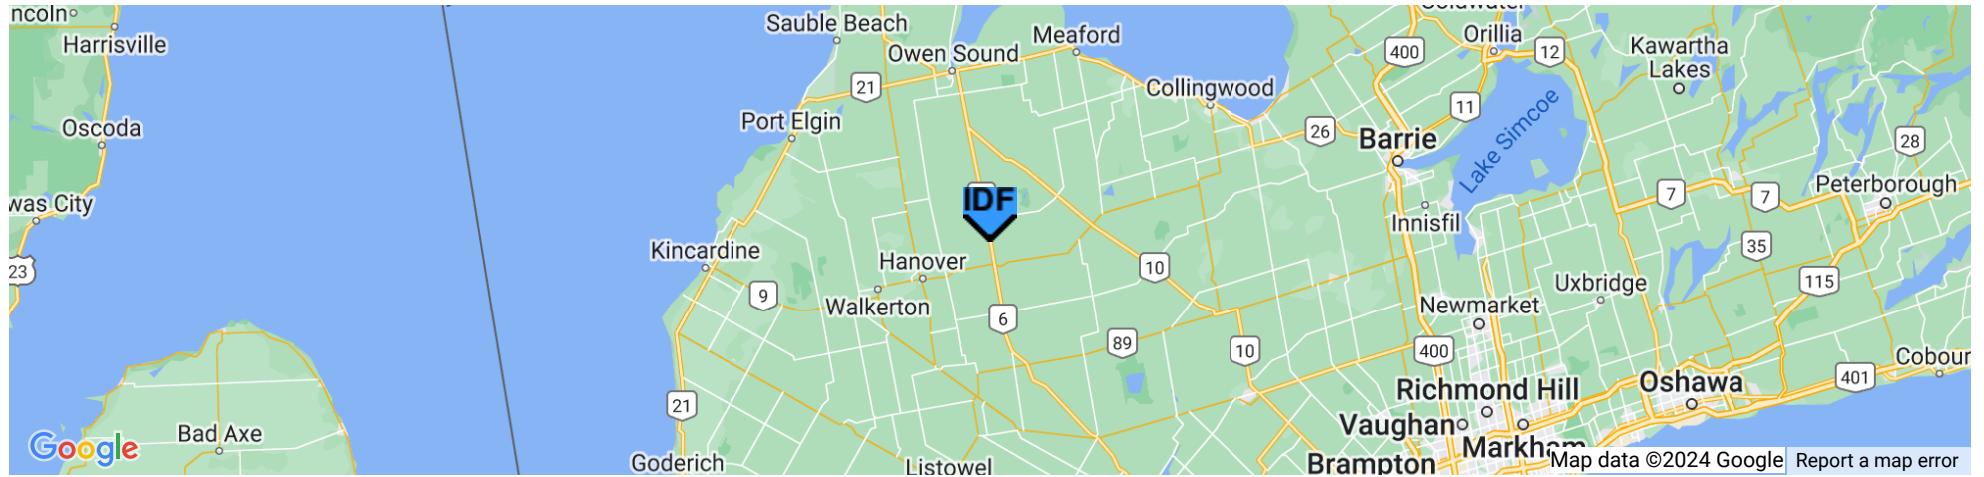 ncoln
Harrisville
Sauble Beach
Owen Sound
Meaford
Orillia
Kawartha
Lakes
400
12
21
Collingwood
11
Oscoda
Port Elgin
26
Barrie
Lake Simcoe
28
was City
IDF
7
7
Peterborough
Innisfil
35
Kincardine
Hanover
10
23
9
Walkerton
6
Uxbridge
115
Newmarket
89
10
400
Cobour
401
21
Richmond Hill
Oshawa
Vaughan
Bad Axe
Google
Goderich
Listowel
Brampton
Markham
Map data ©2024 Google
Report a map error